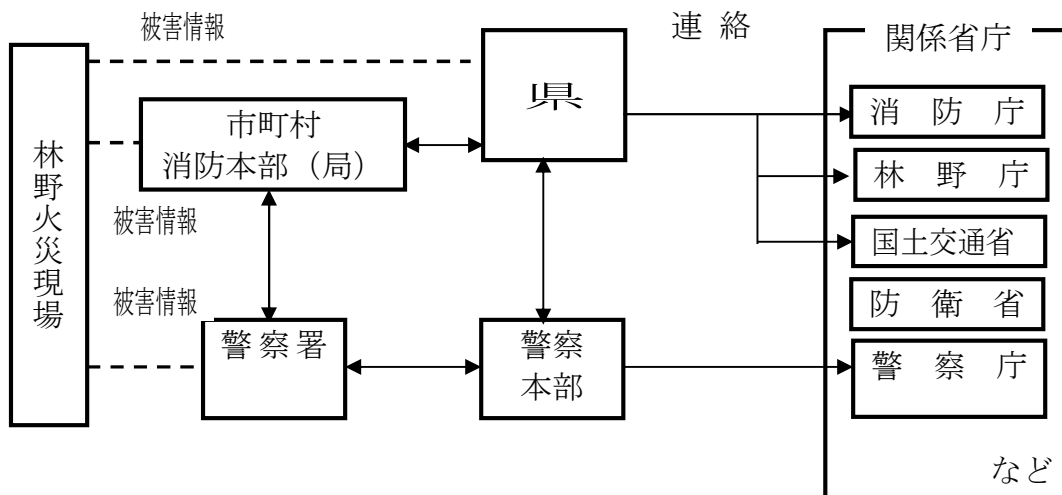 被害情報
連絡
関係省庁
県
消防庁
市町村
消防本部（局）
林野庁
林野火災現場
被害情報
国土交通省
被害情報
防衛省
警察署
警察
本部
警察庁
など